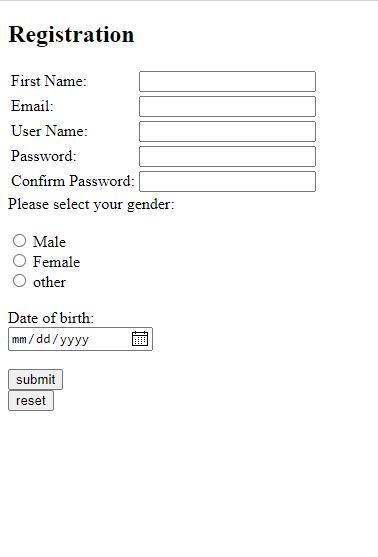 Registration
First Name:
Email:
User Name:
Password:
Confirm Password:
Please select your gender:
Male
Female
other
Date of birth:
mm/dd/yyyy
submit
reset